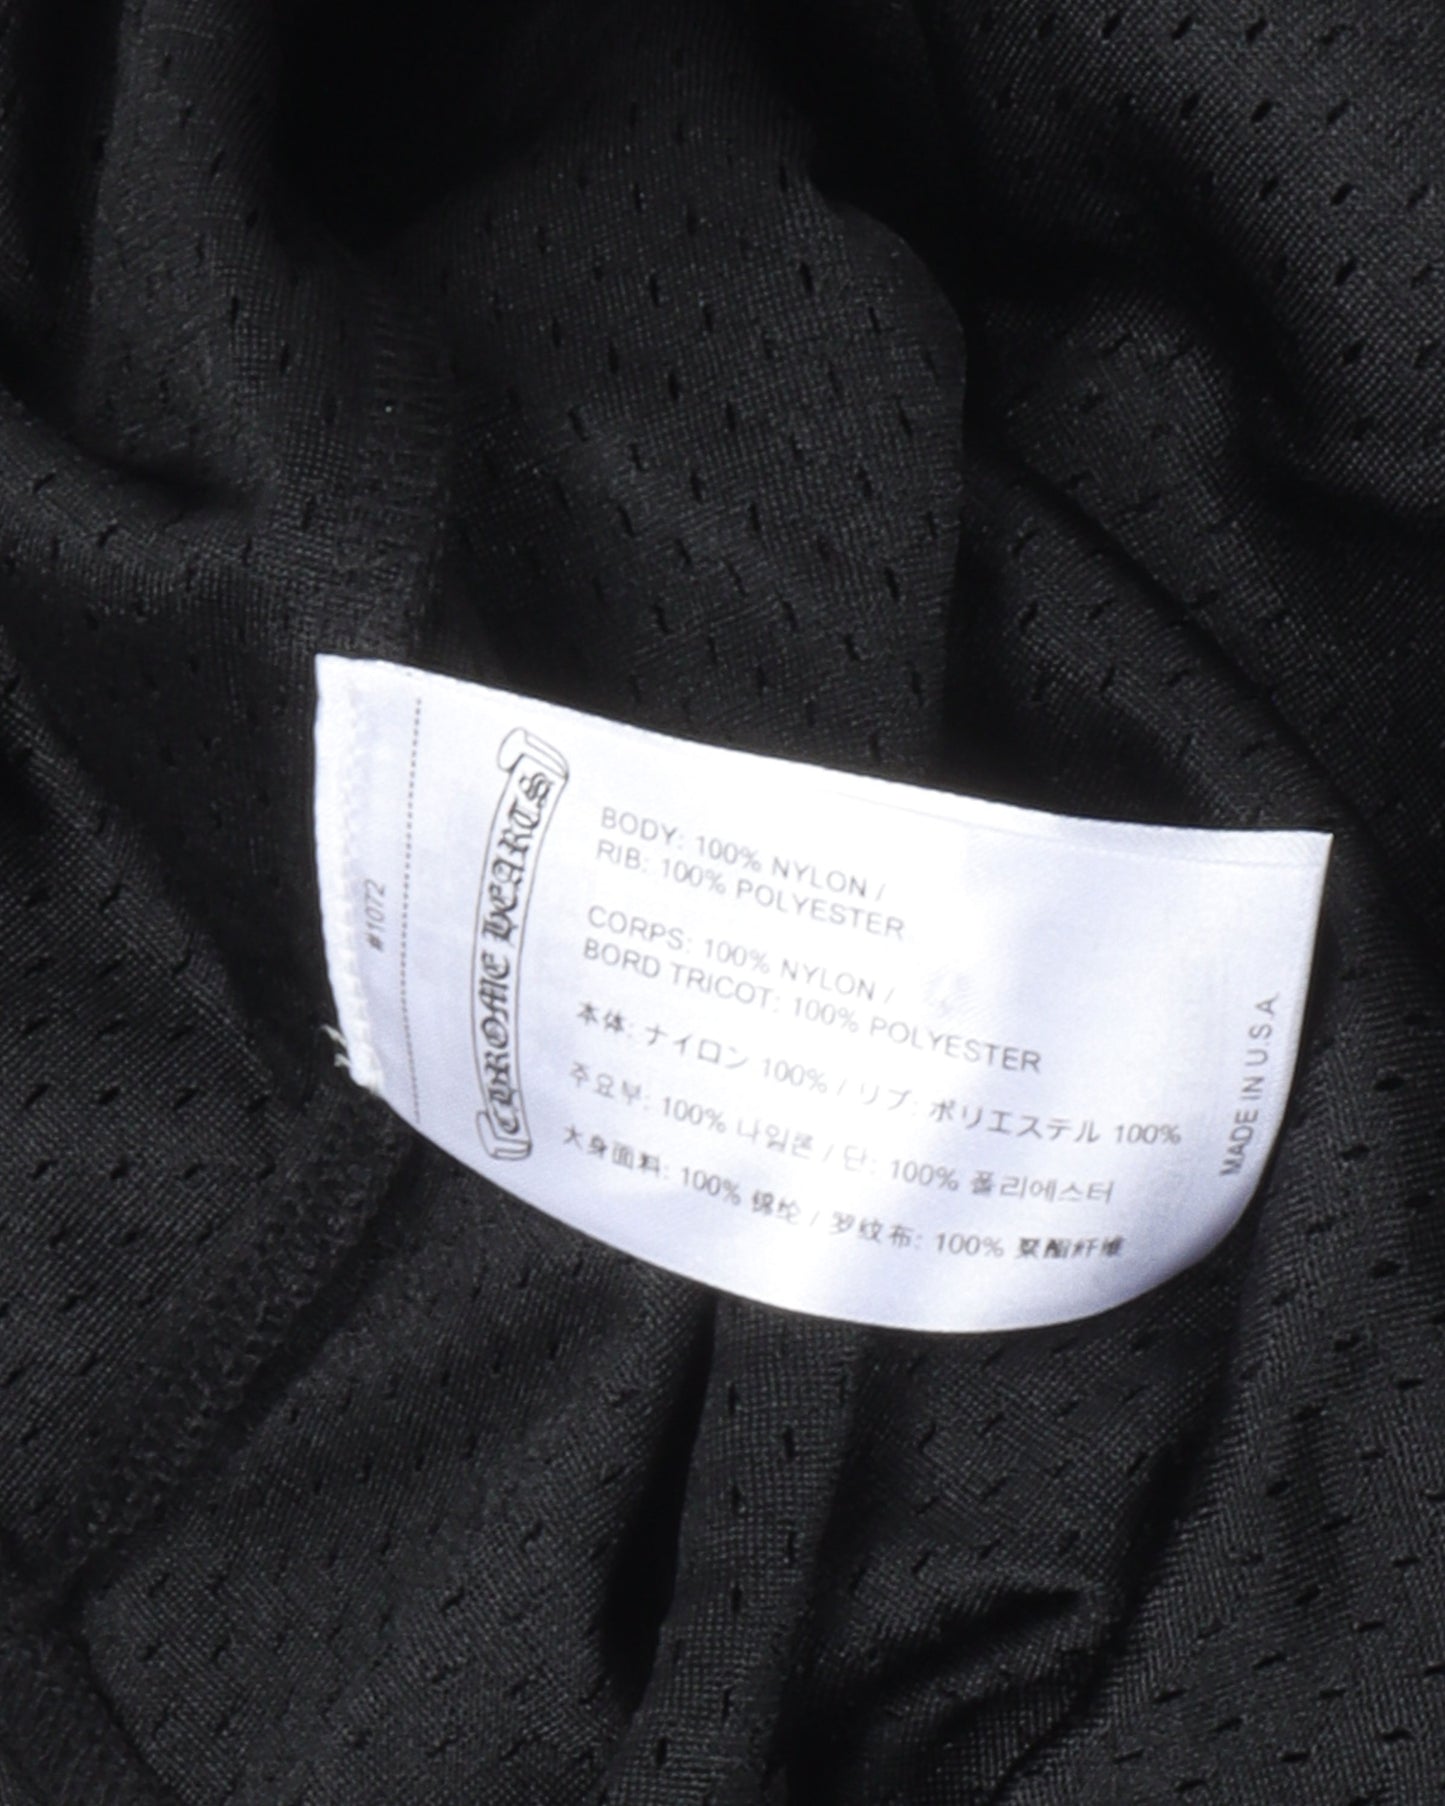 #1072
CHROME HEARTS
BODY: 100% NYLON /
RIB: 100% POLYESTER
CORPS: 100% NYLON /
BORD TRICOT: 100% POLYESTER
本体: ナイロン 100% / リブ: ポリエステル 100%
주요부: 100% 나일론 / 단: 100% 폴리에스터
大身面料: 100% 锦纶 / 罗纹布: 100% 聚酯纤维
MADE IN U.S.A.